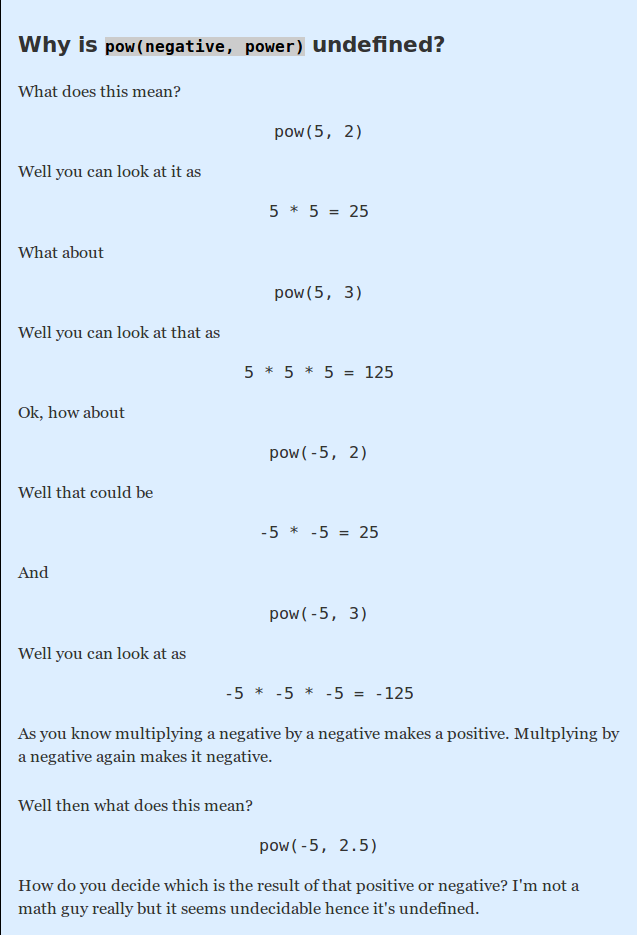 Why is pow(negative, power) undefined?
What does this mean?
pow(5, 2)
Well you can look at it as
5 * 5 = 25
What about
pow(5, 3)
Well you can look at that as
5 * 5 * 5 = 125
Ok, how about
pow(-5, 2)
Well that could be
-5 * -5 = 25
And
pow(-5, 3)
Well you can look at as
-5 * -5 * -5 = -125
As you know multiplying a negative by a negative makes a positive. Multplying by
a negative again makes it negative.
Well then what does this mean?
pow(-5, 2.5)
How do you decide which is the result of that positive or negative? I'm not a
math guy really but it seems undecidable hence it's undefined.